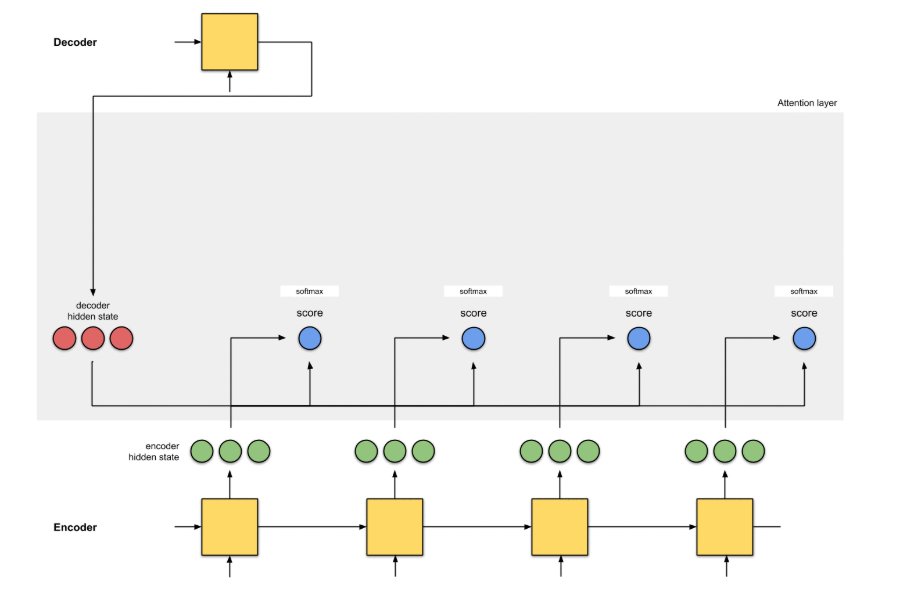 Decoder
Attention layer
softmax softmax softmax softmax
decoder
hidden state
score score score score
encoder
hidden state
Encoder